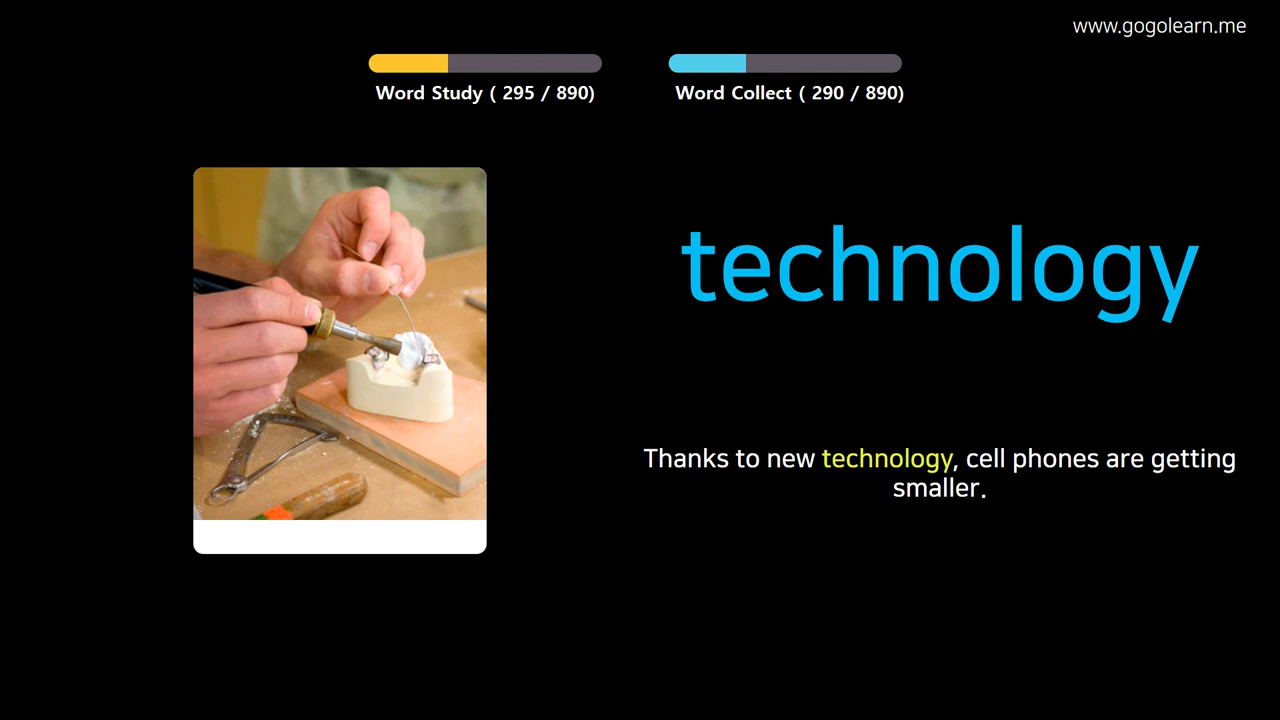 www.gogolearn.me
Word Study ( 295 / 890)
Word Collect ( 290 / 890)
technology
Thanks to new technology, cell phones are getting
smaller.